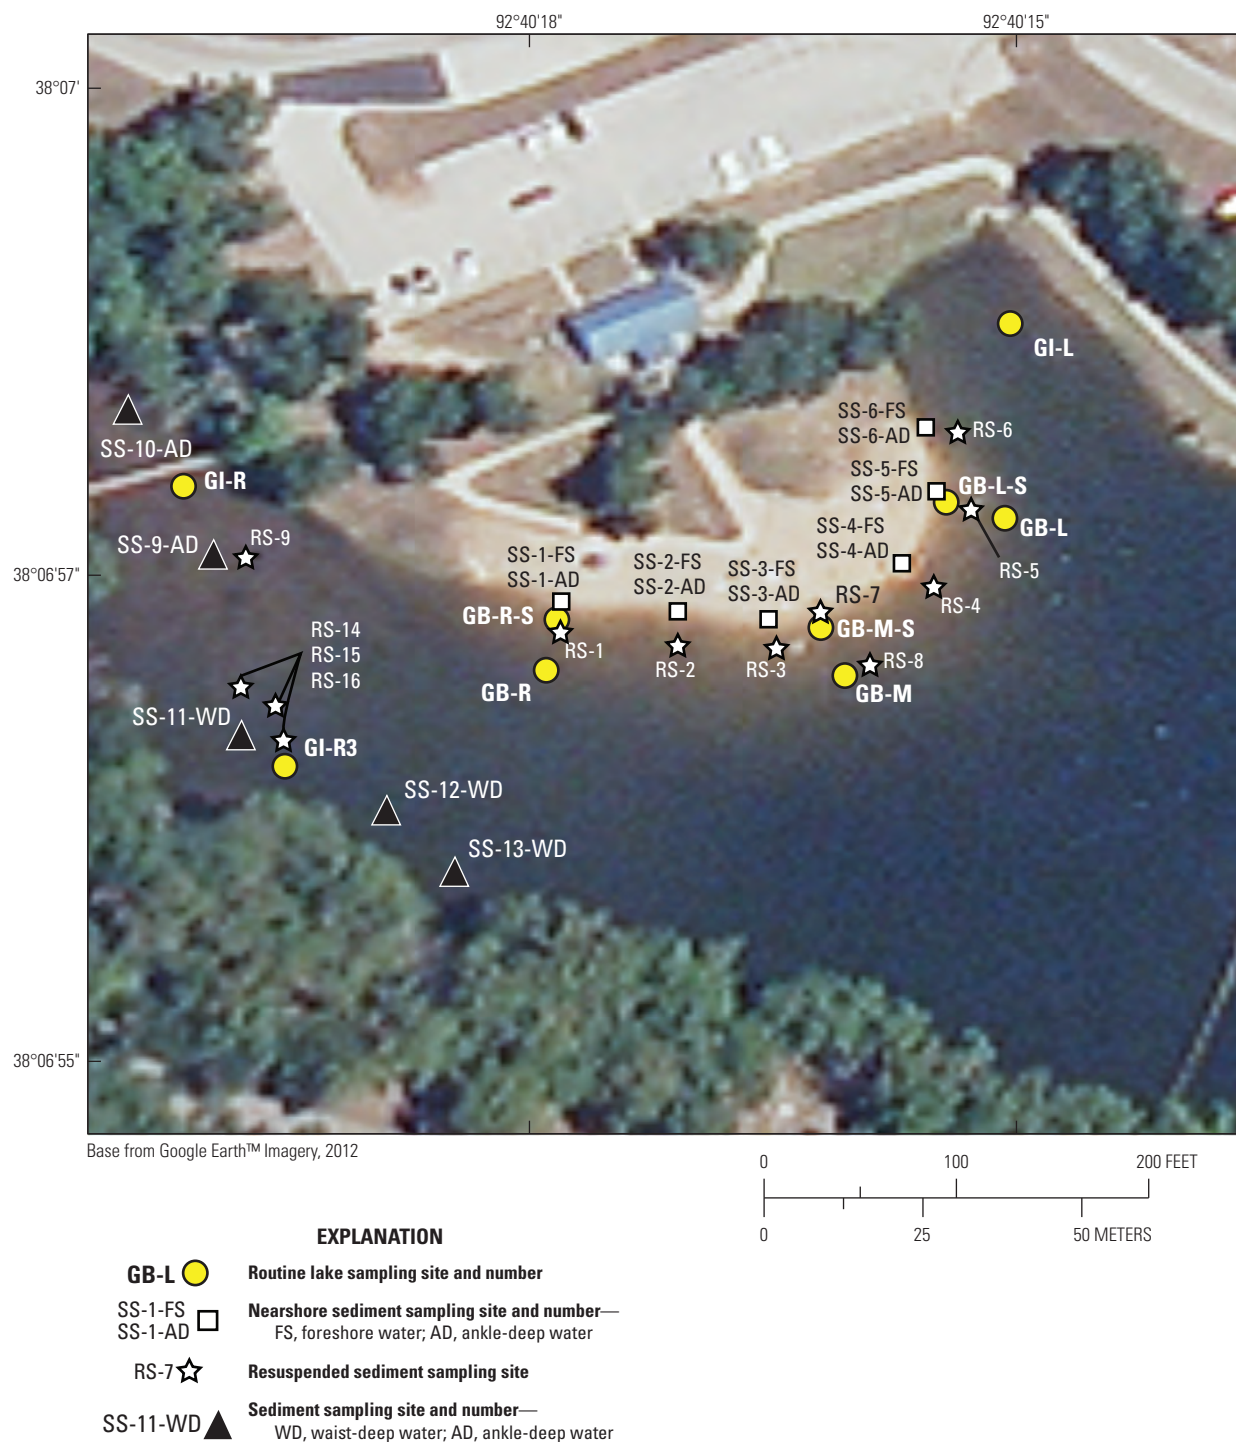 92°40'18"
92°40'15"
38°07'
GI-L
SS-6-FS
SS-6-AD
RS-6
SS-10-AD
GI-R
SS-5-FS
SS-5-AD
GB-L-S
GB-L
SS-4-FS
SS-4-AD
SS-9-AD
RS-9
SS-1-FS
SS-1-AD
SS-2-FS
SS-2-AD
SS-3-FS
SS-3-AD
RS-5
38°06'57"
RS-7
RS-4
GB-R-S
GB-M-S
RS-14
RS-15
RS-16
RS-1
RS-2
RS-3
RS-8
GB-R
GB-M
SS-11-WD
GI-R3
SS-12-WD
SS-13-WD
38°06'55"
Base from Google Earth™ Imagery, 2012
0
100
200 FEET
0
25
50 METERS
EXPLANATION
GB-L
Routine lake sampling site and number
SS-1-FS
SS-1-AD
Nearshore sediment sampling site and number—
FS, foreshore water; AD, ankle-deep water
RS-7
Resuspended sediment sampling site
SS-11-WD
Sediment sampling site and number—
WD, waist-deep water; AD, ankle-deep water